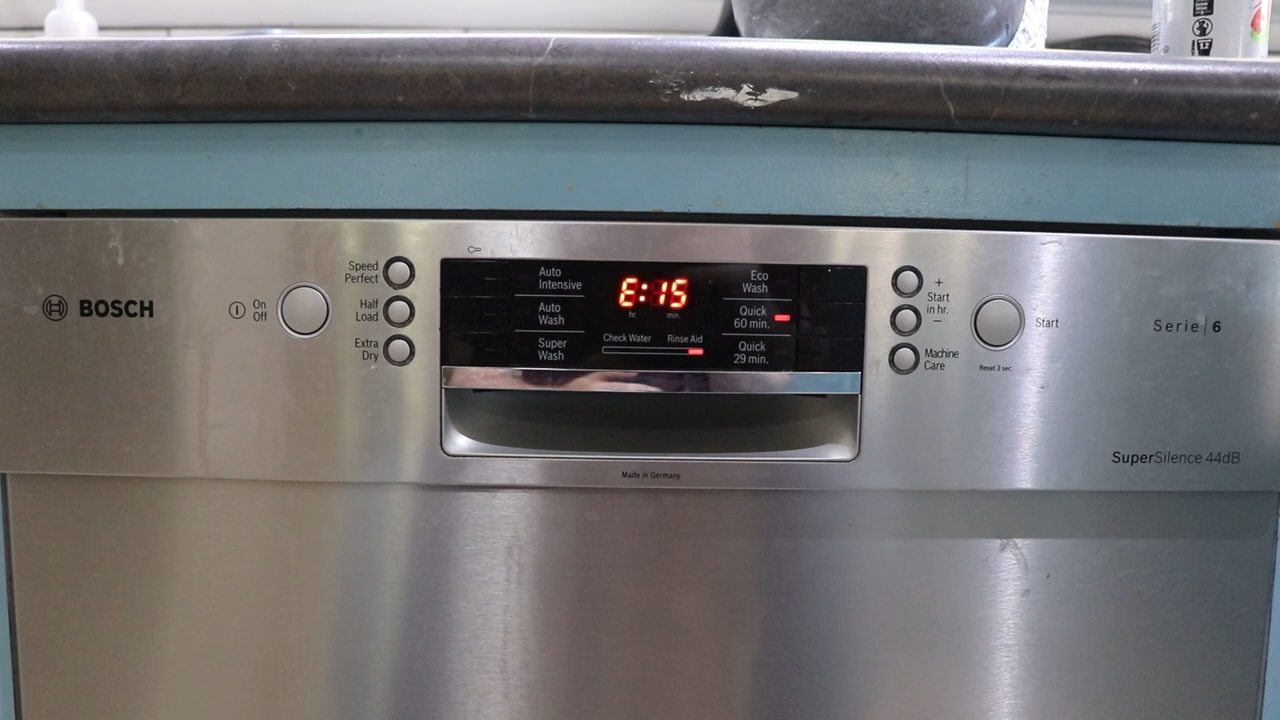 BOSCH
On
Off
Speed
Perfect
Half
Load
Extra
Dry
Auto
Intensive
Auto
Wash
Super
Wash
E:15
hr. min.
Check Water Rinse Aid
Eco
Wash
Quick
60 min.
Quick
29 min.
+
Start
in hr.
-
Machine
Care
Start
Reset 3 sec.
Serie | 6
SuperSilence 44dB
Made in Germany